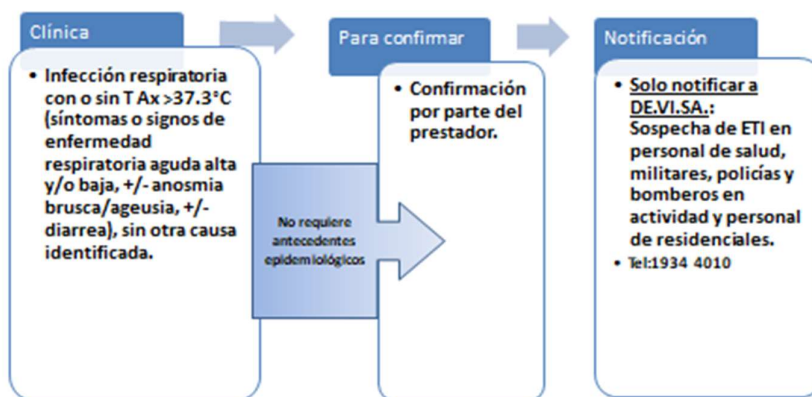 Clínica
• Infección respiratoria
con o sin T Ax >37.3°C
(síntomas o signos de
enfermedad
respiratoria aguda alta
y/o baja, +/- anosmia
brusca/ageusia, +/-
diarrea), sin otra causa
identificada.
No requiere
antecedentes
epidemiológicos
Para confirmar
• Confirmación
por parte del
prestador.
Notificación
• Solo notificar a
DE.VI.SA.:
Sospecha de ETI en
personal de salud,
militares, policías y
bomberos en
actividad y personal
de residenciales.
• Tel:1934 4010